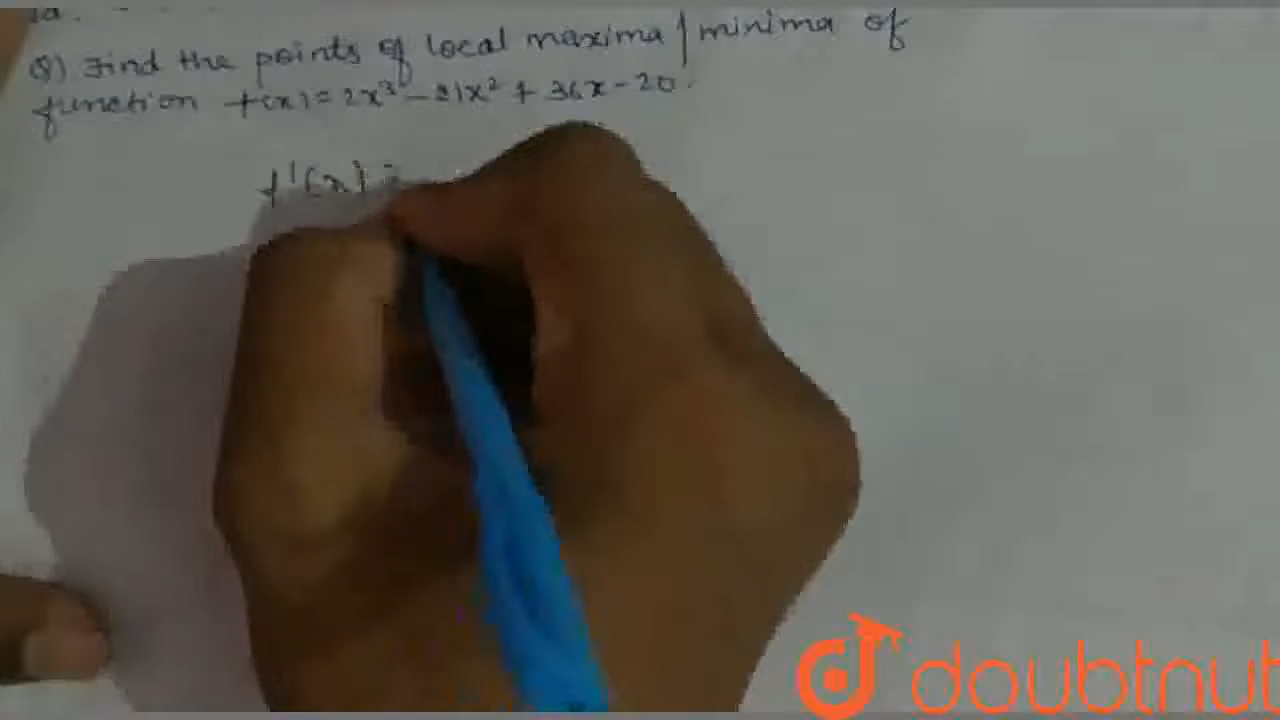 Q) Find the points of local maxima / minima of
function f(x) = 2x³ - 21x² + 36x - 20.
f'(x) =
doubtnut